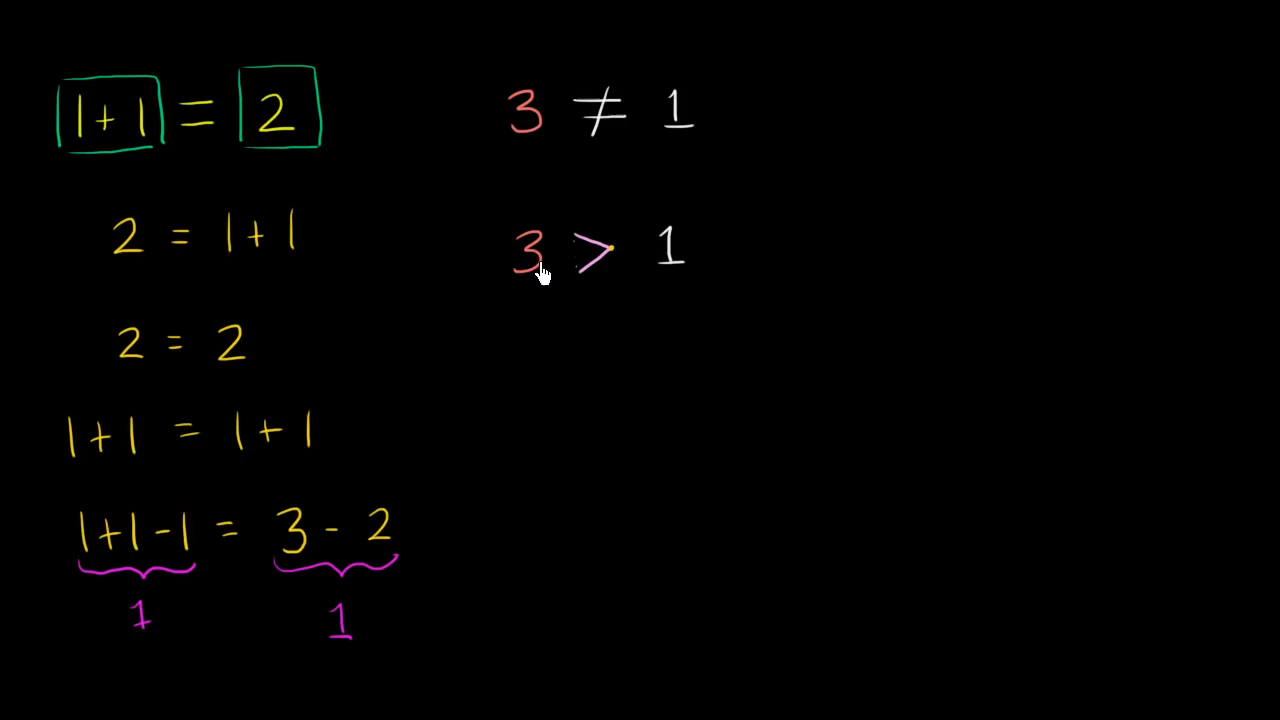 1+1 = 2
2 = 1+1
2 = 2
1+1 = 1+1
1+1-1 = 3-2
1 1
3 ≠ 1
3 > 1